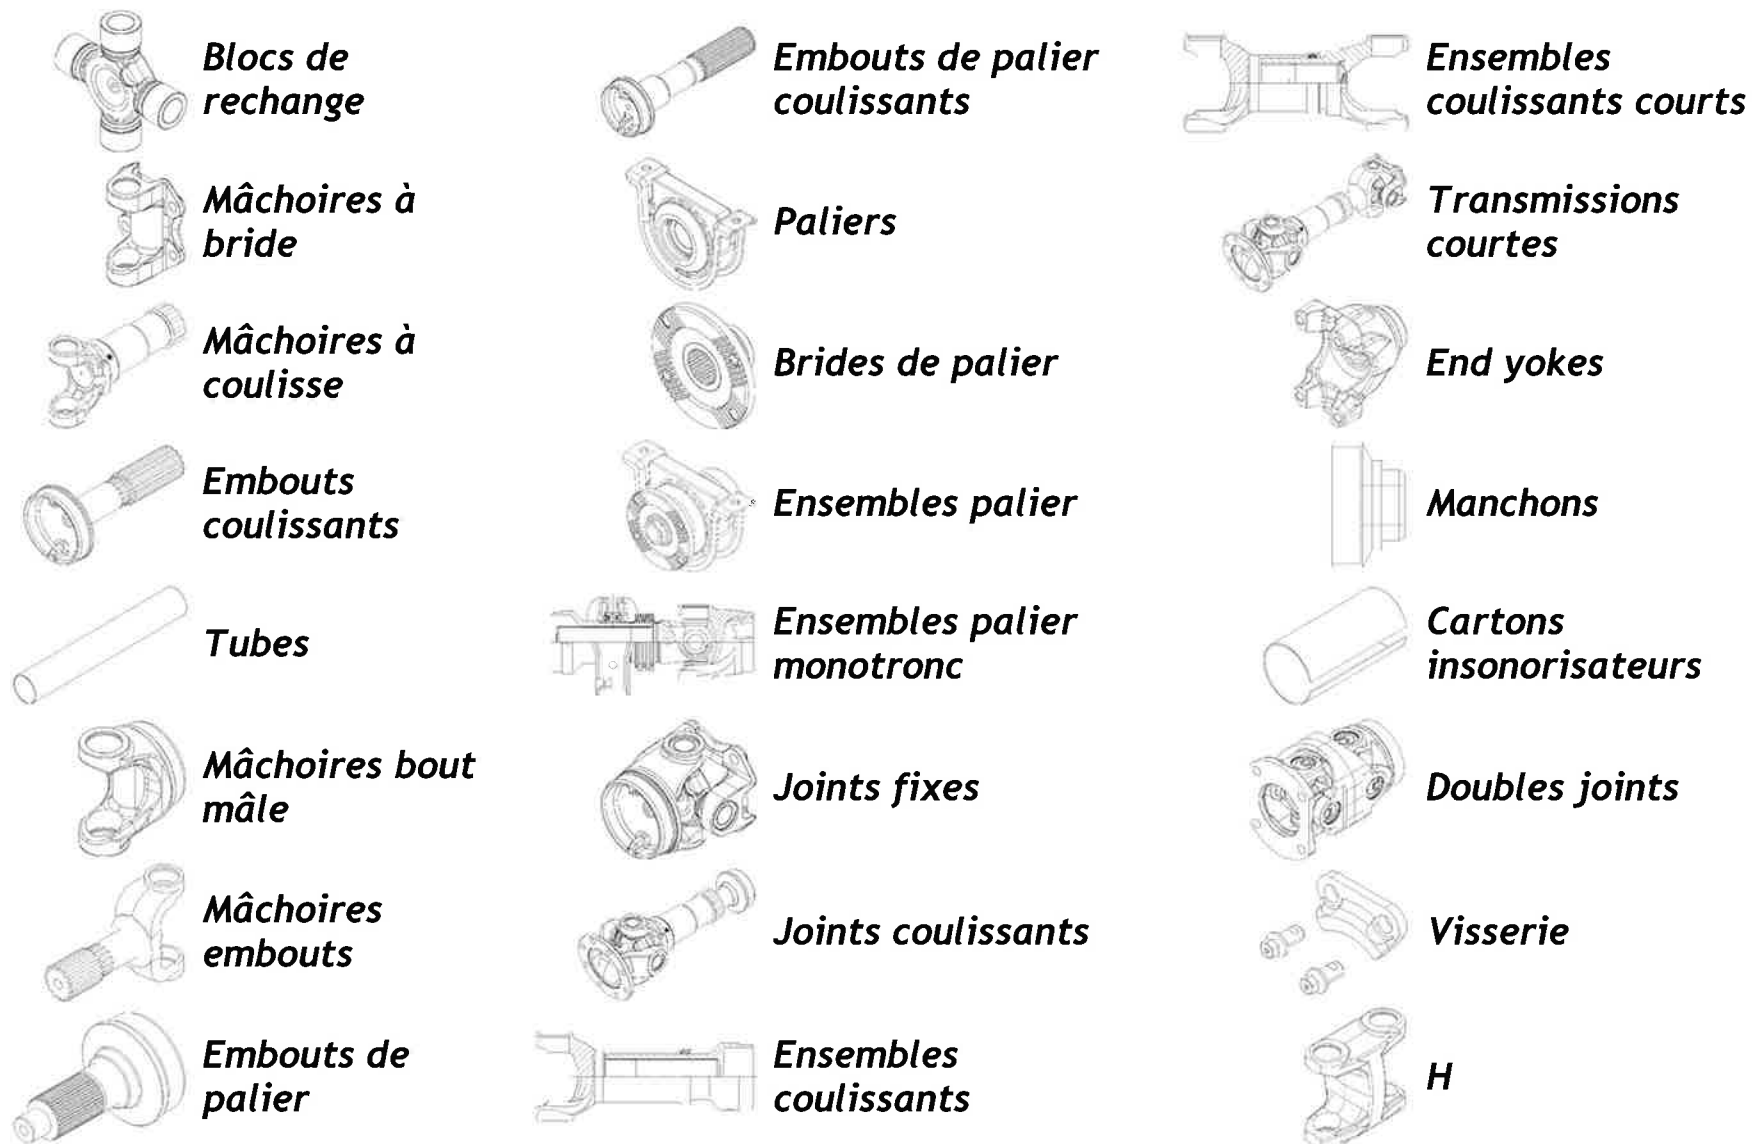 Blocs de
rechange
Mâchoires à
bride
Mâchoires à
coulisse
Embouts
coulissants
Tubes
Mâchoires bout
mâle
Mâchoires
embouts
Embouts de
palier
Embouts de palier
coulissants
Paliers
Brides de palier
Ensembles palier
Ensembles palier
monotronc
Joints fixes
Joints coulissants
Ensembles
coulissants
Ensembles
coulissants courts
Transmissions
courtes
End yokes
Manchons
Cartons
insonorisateurs
Doubles joints
Visserie
H